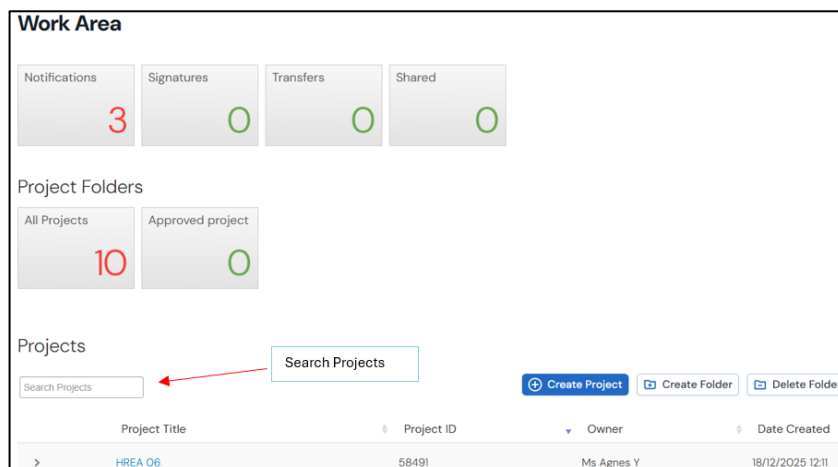 Work Area
Notifications Signatures Transfers Shared
3 0 0 0
Project Folders
All Projects Approved project
10 0
Projects
Search Projects
Search Projects Create Project Create Folder Delete Folder
Project Title Project ID Owner Date Created
HREA 06 58491 Ms Agnes Y 18/12/2025 12:11